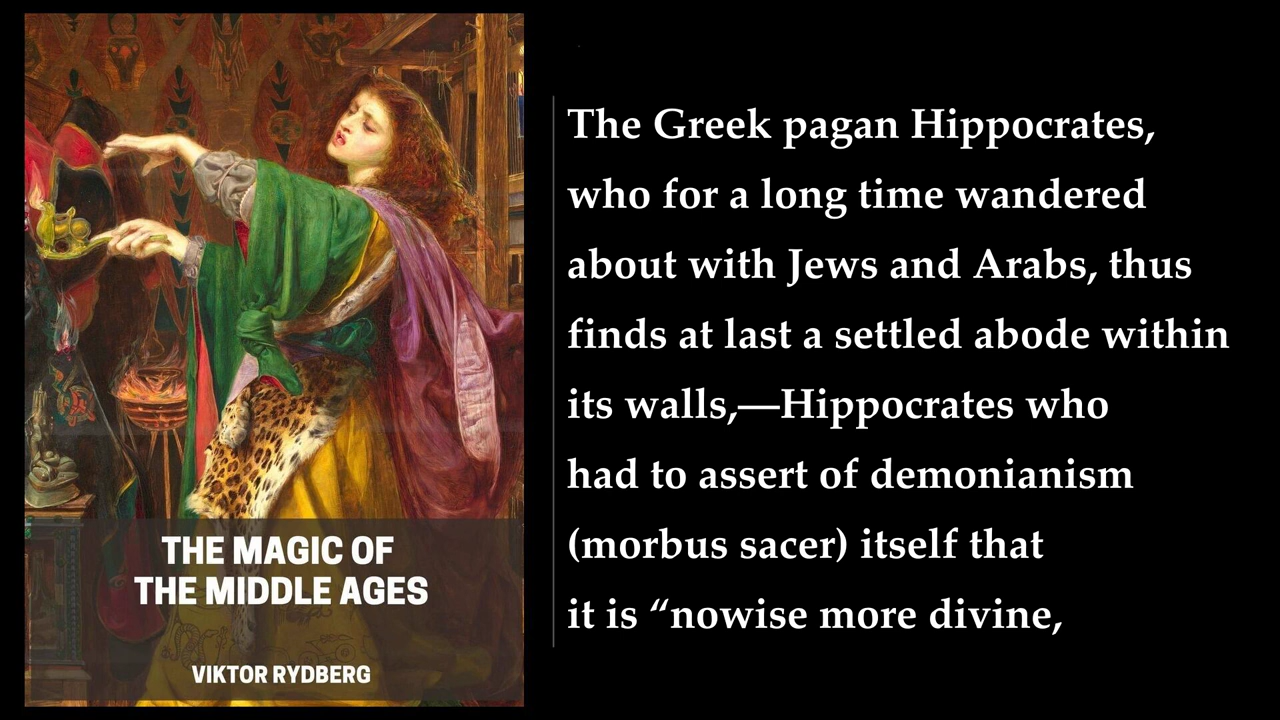 THE MAGIC OF
THE MIDDLE AGES
VIKTOR RYDBERG
The Greek pagan Hippocrates,
who for a long time wandered
about with Jews and Arabs, thus
finds at last a settled abode within
its walls,—Hippocrates who
had to assert of demonianism
(morbus sacer) itself that
it is “nowise more divine,